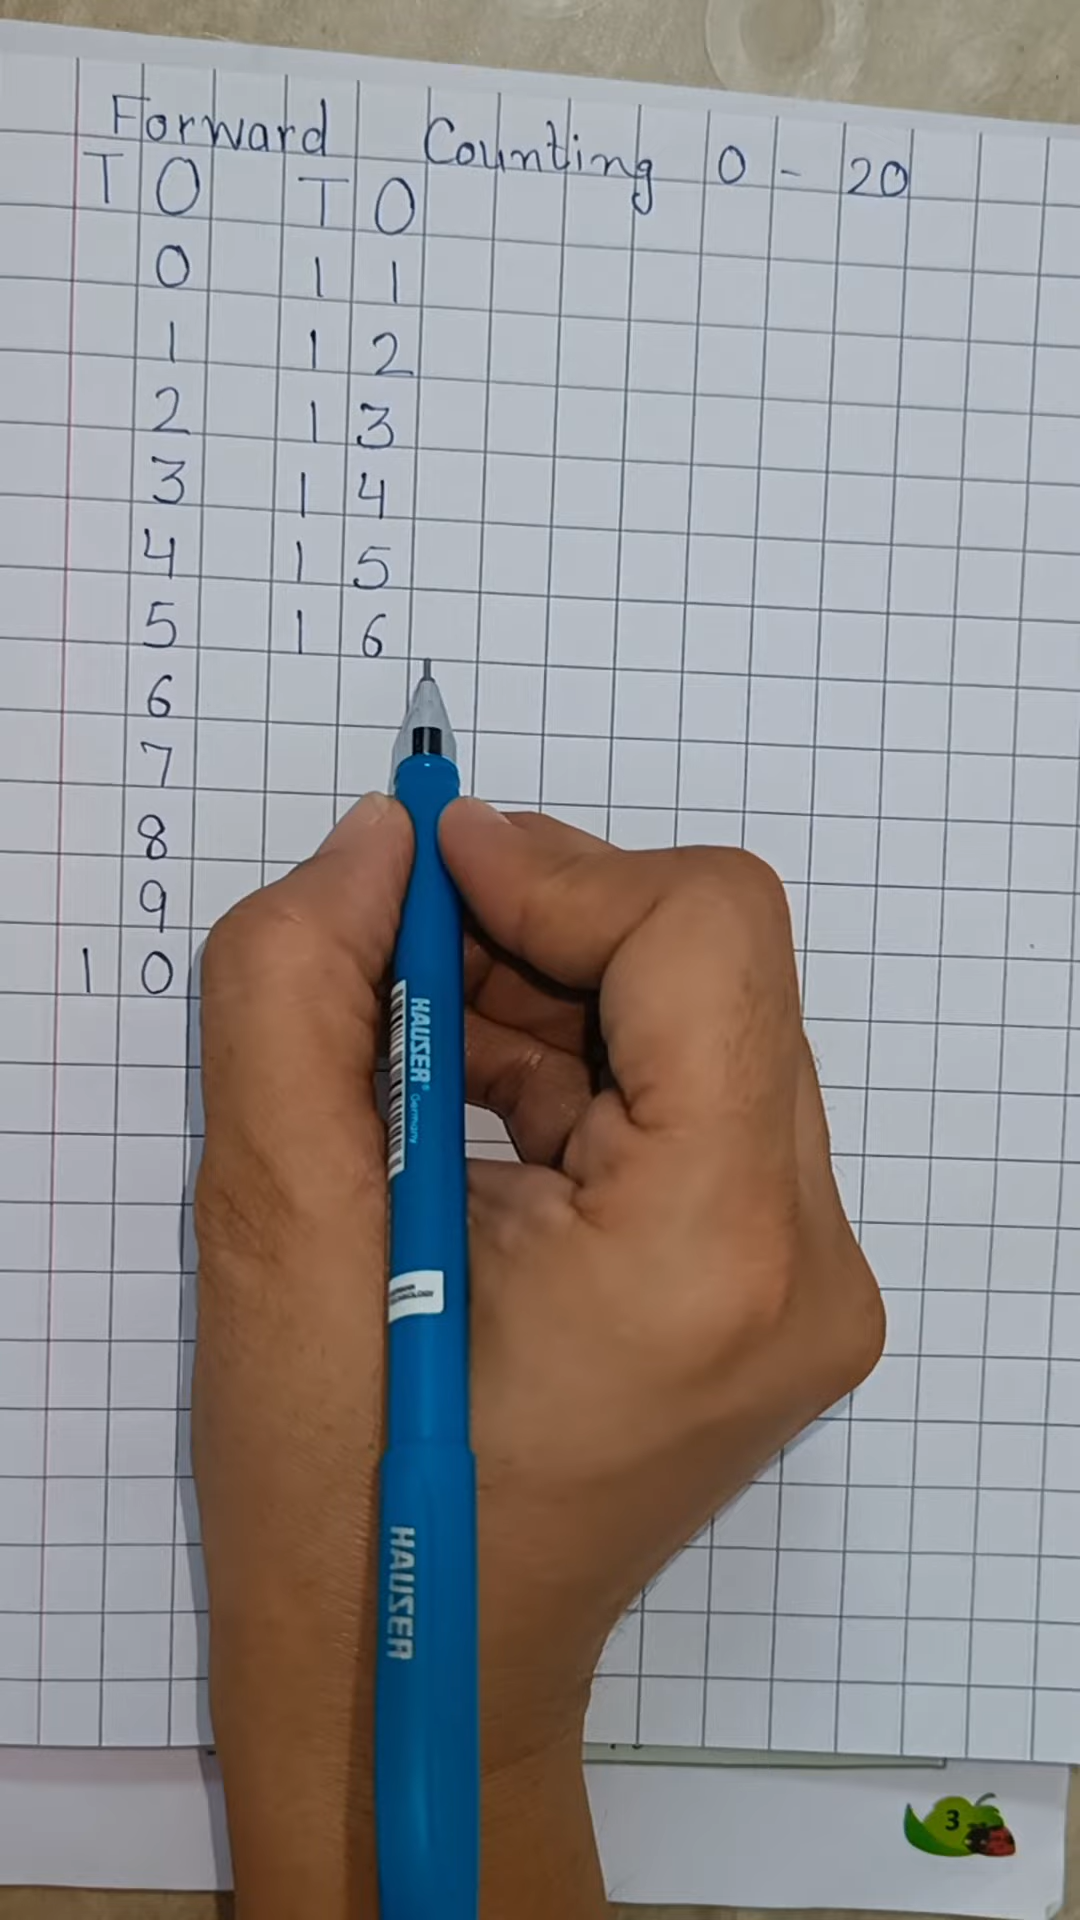 Forward Counting 0 - 20
T O T O
0 1 1
1 1 2
2 1 3
3 1 4
4 1 5
5 1 6
6
7
8
9
1 0
HAUSER®
Germany
HAUSER
3